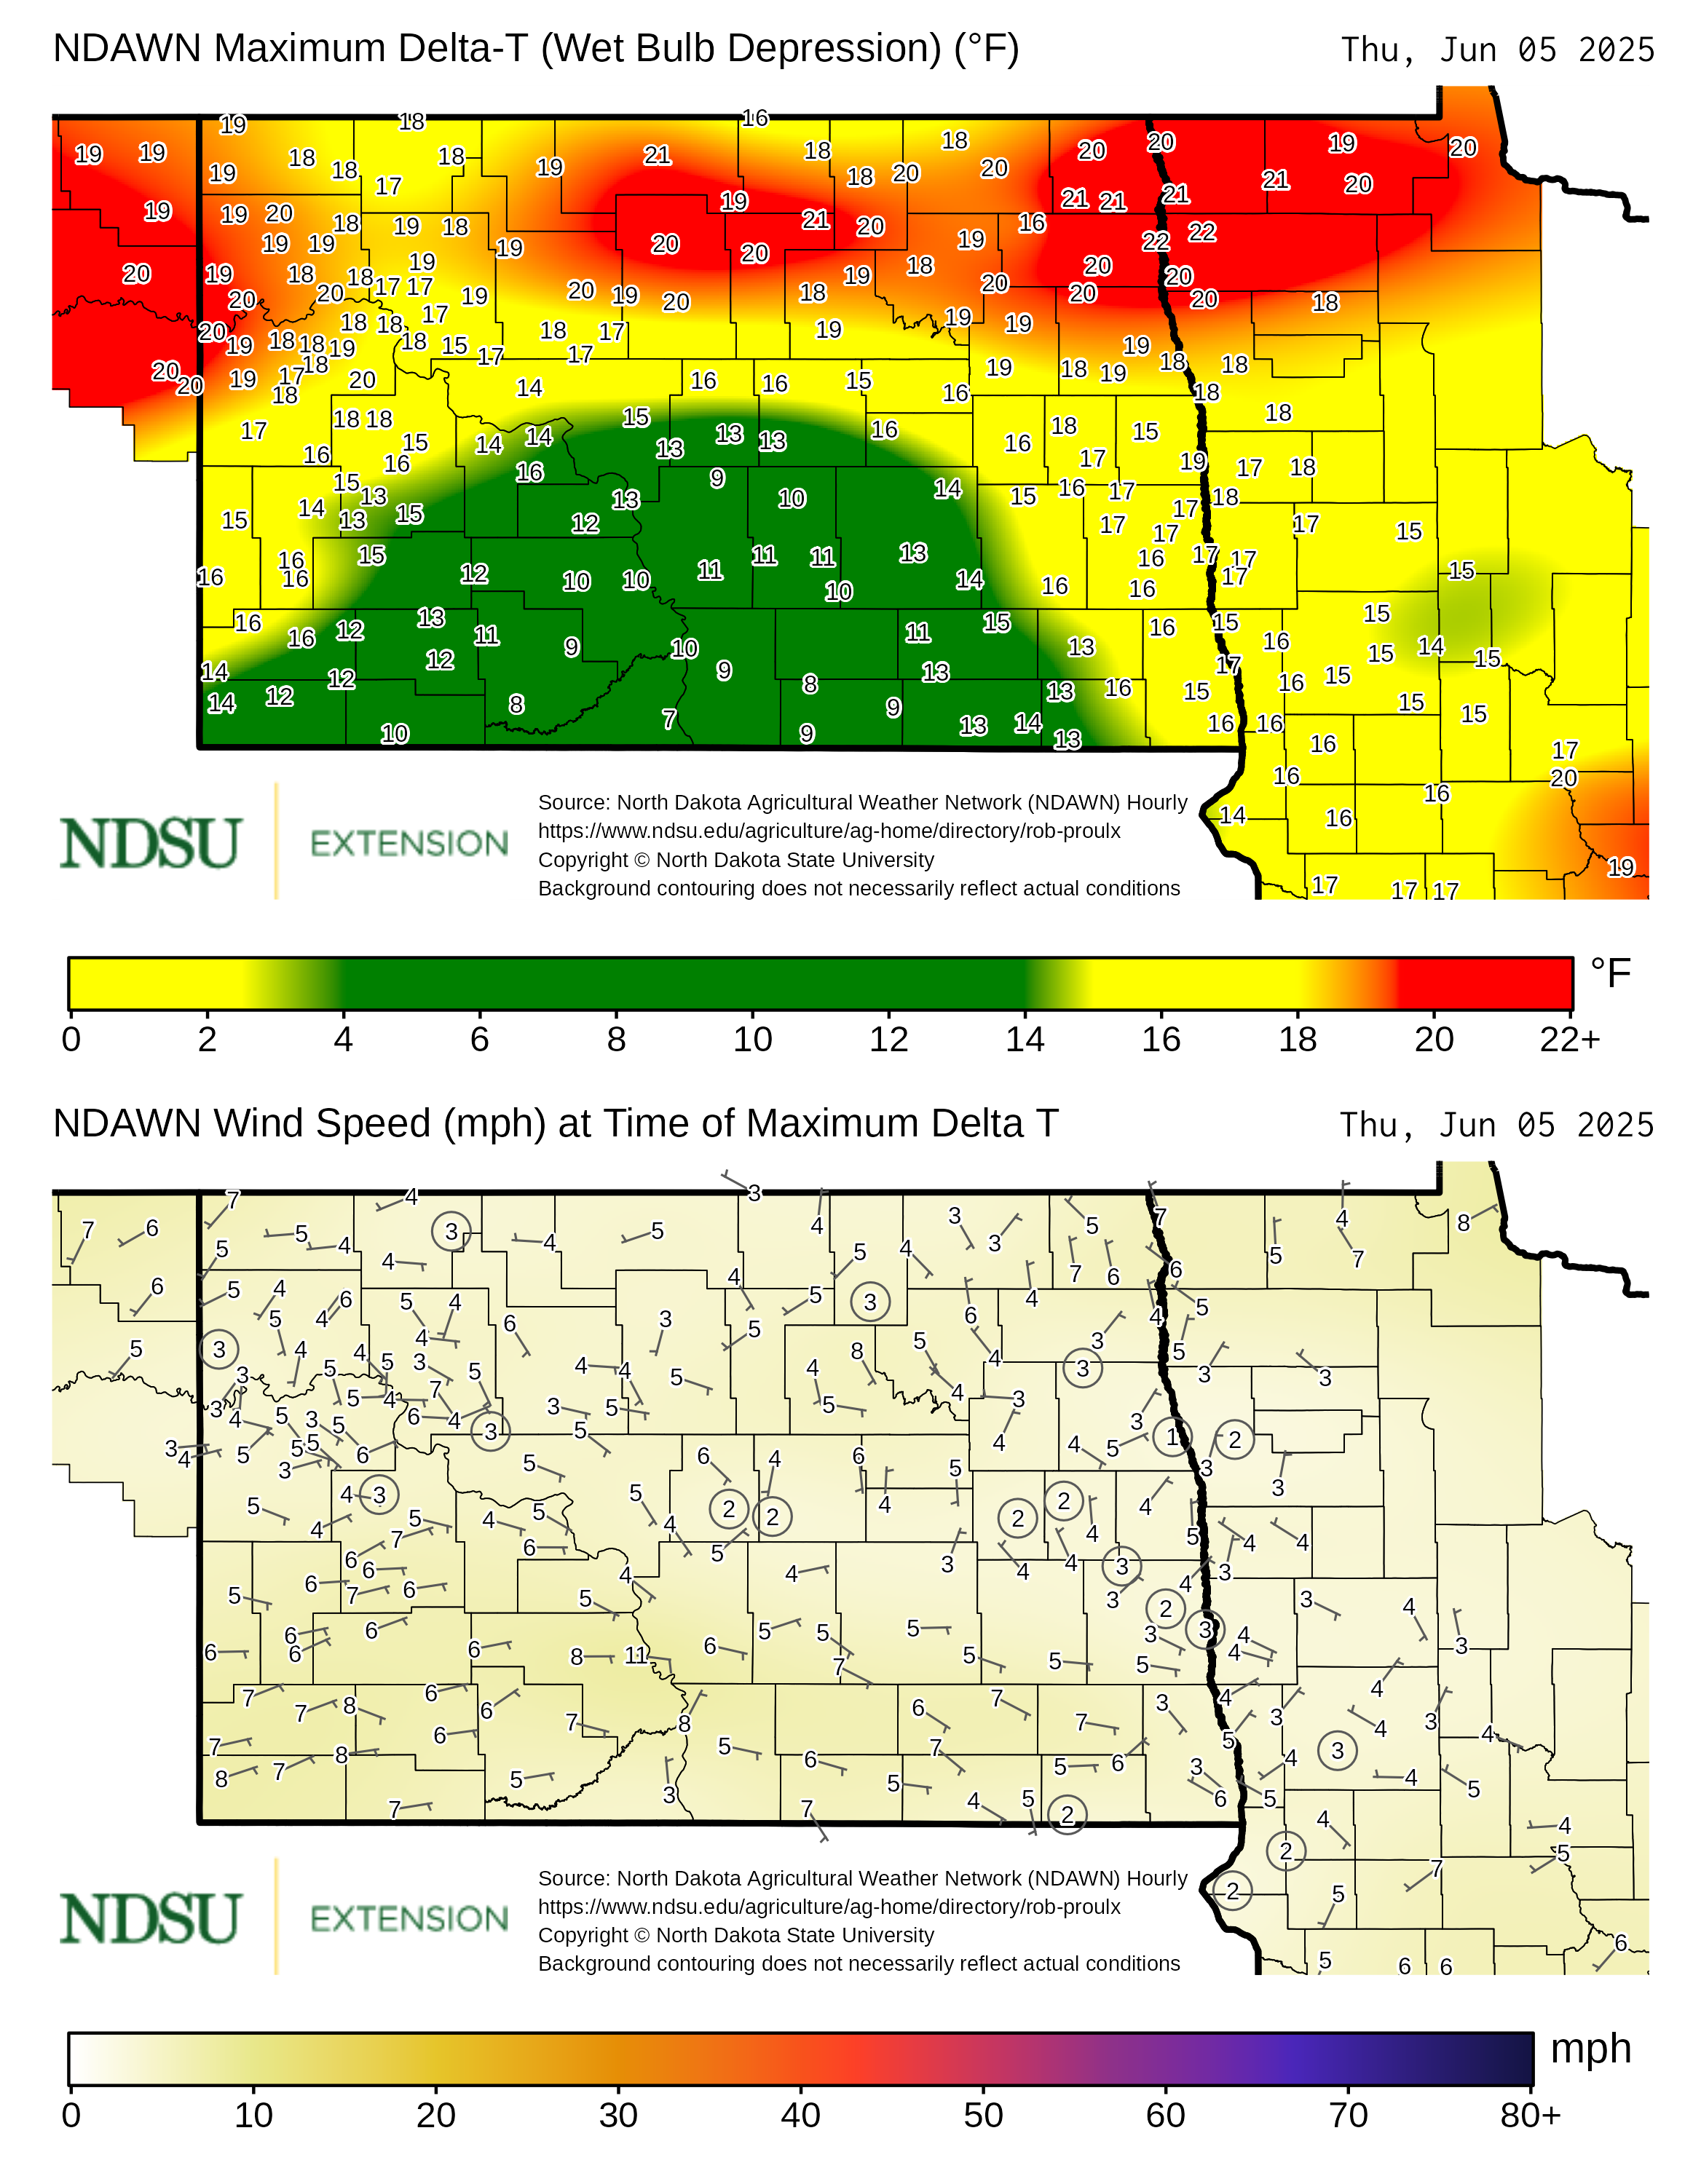 NDAWN Maximum Delta-T (Wet Bulb Depression) (°F)
Thu, Jun 05 2025
19 18 16
19 19 18 18 18 19 21 18 18 20 20 19 20
19 17 18 20 20 21 20
19 19 20 18 19 18 19 21 20 16 21 21 21
19 19 19 20 20 19 22 22
20 19 18 18 17 17 19 19 18 20 20 20
20 20 19 20 19 20 18 20 20 18
20 19 18 18 17 18 17 19 19 19
18 18 19 18 15 17 17 19 18 18
20 20 19 17 18 18 20 14 16 16 15 16 19 18 19 18
17 18 18 15 14 14 15 13 13 13 16 16 18 15 18
16 16 16 9 17 19 17 18
15 15 14 13 13 15 13 12 10 14 15 16 17 17 18 17 17 17 15
16 16 16 15 12 10 10 11 11 11 10 13 14 16 16 16 17 17 17 15
16 16 12 13 11 9 10 11 15 13 16 15 16 15 14 15 15
14 14 12 12 12 8 7 9 8 9 13 13 16 15 17 16 15 15 15
10 9 13 14 13 16 16 16 17
16 20 16
14 16 19
17 17 17
NDSU EXTENSION
Source: North Dakota Agricultural Weather Network (NDAWN) Hourly
https://www.ndsu.edu/agriculture/ag-home/directory/rob-proulx
Copyright © North Dakota State University
Background contouring does not necessarily reflect actual conditions
°F
0 2 4 6 8 10 12 14 16 18 20 22+
NDAWN Wind Speed (mph) at Time of Maximum Delta T
Thu, Jun 05 2025
7 4 3
7 6 5 5 4 3 4 5 4 5 4 3 3 5 7 4 8
6 5 4 4 7 6 6 5 7
5 4 6 5 4 6 3 4 5 3 6 4 4 5
5 3 5 4 4 4 5 4 3 5 5 8 5 4 3 5
3 5 7 4 4 5 4 4 3 3 3 3
3 4 5 3 5 5 4 6 4 3 3 5 5 5 3 1 2
3 4 5 5 5 3 6 5 6 4 6 5 4 4 5 3 3
5 4 3 4 5 7 4 5 5 4 2 2 4 2 2 4 4 5 4 4
5 6 6 6 7 6 6 5 4 5 4 3 4 4 3 3 4 3 3 4
6 6 6 6 6 8 11 6 5 5 7 5 5 5 5 3 2 3 4 4 3
7 7 8 6 6 7 8 6 7 7 3 4 3 4 3 4
7 8 7 8 6 5 3 5 6 5 7 5 6 3 5 4 3 4 5
7 7 4 5 2 6 5 4 4
2 5 7
2 5 6
5 6 6
NDSU EXTENSION
Source: North Dakota Agricultural Weather Network (NDAWN) Hourly
https://www.ndsu.edu/agriculture/ag-home/directory/rob-proulx
Copyright © North Dakota State University
Background contouring does not necessarily reflect actual conditions
mph
0 10 20 30 40 50 60 70 80+